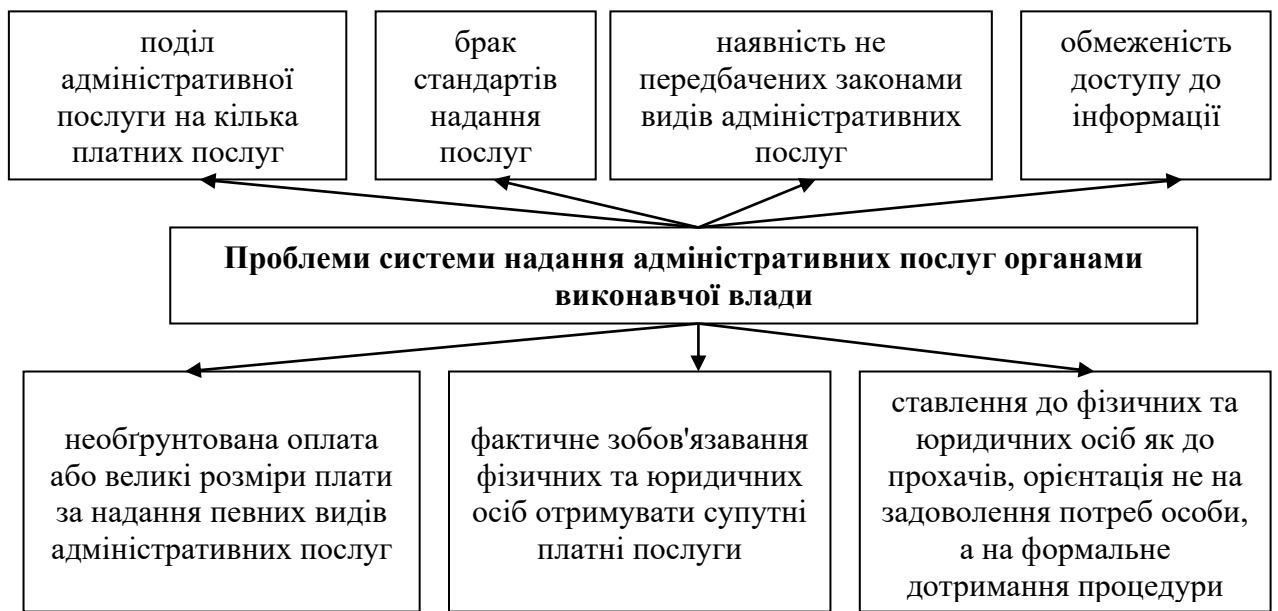 поділ
адміністративної
послуги на кілька
платних послуг
брак
стандартів
надання
послуг
наявність не
передбачених законами
видів адміністративних
послуг
обмеженість
доступу до
інформації
Проблеми системи надання адміністративних послуг органами
виконавчої влади
необґрунтована оплата
або великі розміри плати
за надання певних видів
адміністративних послуг
фактичне зобов'язавання
фізичних та юридичних
осіб отримувати супутні
платні послуги
ставлення до фізичних та
юридичних осіб як до
прохачів, орієнтація не на
задоволення потреб особи,
а на формальне
дотримання процедури